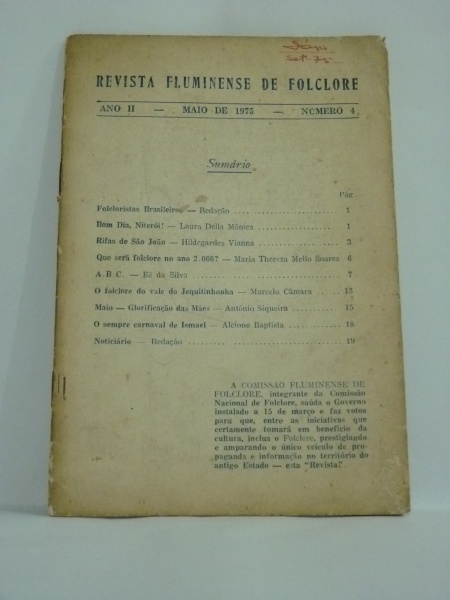 Set. 75
REVISTA FLUMINENSE DE FOLCLORE
ANO II — MAIO DE 1975 — NÚMERO 4
Sumário
Pág.
Folcloristas Brasileiros — Redação .................... 1
Bom Dia, Niterói! — Laura Della Mônica .............. 1
Rifas de São João — Hildegardes Vianna .............. 3
Que será folclore no ano 2.000? — Maria Thereza Mello Soares 6
A.B.C. — Bá da Silva .......................... 7
O folclore do vale do Jequitinhonha — Marcelo Câmara ...... 13
Maio — Glorificação das Mães — Antônio Siqueira .......... 15
O sempre carnaval de Ismael — Alcione Baptista .......... 18
Noticiário — Redação ............................ 19
A COMISSÃO FLUMINENSE DE
FOLCLORE, integrante da Comissão
Nacional de Folclore, saúda o Governo
instalado a 15 de março e faz votos
para que, entre as iniciativas que
certamente tomará em benefício da
cultura, inclua o Folclore, prestigiando
e amparando o único veículo de pro-
paganda e informação no território do
antigo Estado — esta "Revista".